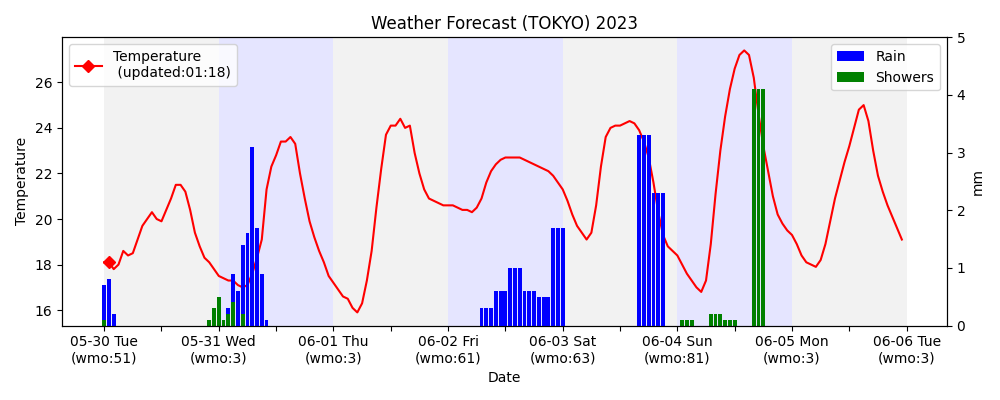 Weather Forecast (TOKYO) 2023
Temperature
(updated:01:18)
Rain
Showers
Temperature
26
24
22
20
18
16
5
4
3
2
1
0
mm
05-30 Tue
(wmo:51)
05-31 Wed
(wmo:3)
06-01 Thu
(wmo:3)
06-02 Fri
(wmo:61)
06-03 Sat
(wmo:63)
06-04 Sun
(wmo:81)
06-05 Mon
(wmo:3)
06-06 Tue
(wmo:3)
Date